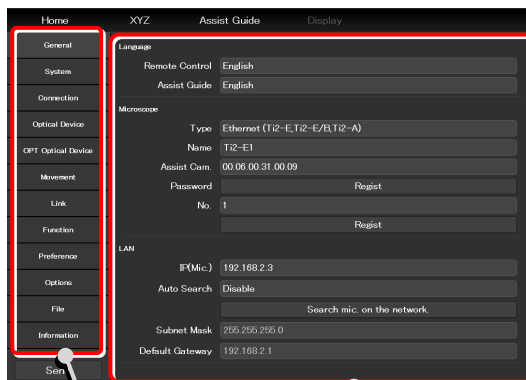 Home XYZ Assist Guide Display
General
System
Connection
Optical Device
OPT Optical Device
Movement
Link
Function
Preference
Options
File
Information
Language
Remote Control English
Assist Guide English
Microscope
Type Ethernet (Ti2-E,Ti2-E/B,Ti2-A)
Name Ti2-E1
Assist Cam. 00.06.00.31.00.09
Password Regist
No. 1
Regist
LAN
IP(Mic.) 192.168.2.3
Auto Search Disable
Search mic. on the network.
Subnet Mask 255.255.255.0
Default Gateway 192.168.2.1